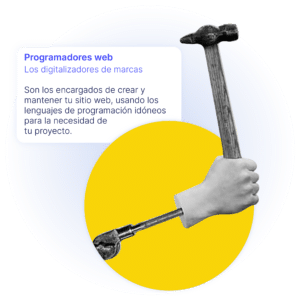 Programadores web
Los digitalizadores de marcas
Son los encargados de crear y
mantener tu sitio web, usando los
lenguajes de programación idóneos
para la necesidad de
tu proyecto.